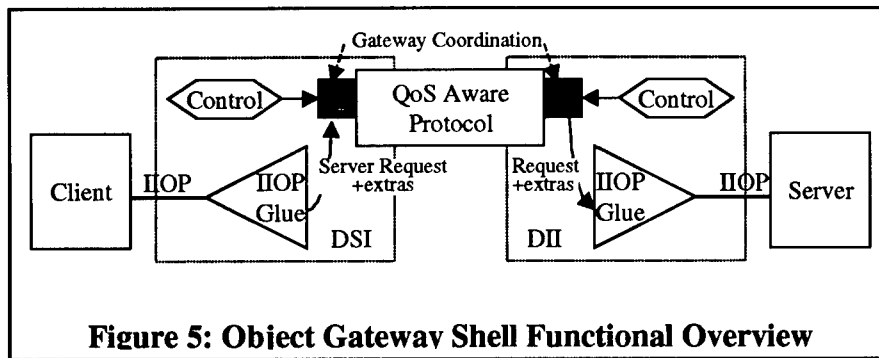 Gateway Coordination
Control
QoS Aware
Protocol
Control
Client
IIOP
IIOP
Glue
Server Request
+extras
Request
+extras
IIOP
Glue
IIOP
Server
DSI
DII
Figure 5: Object Gateway Shell Functional Overview